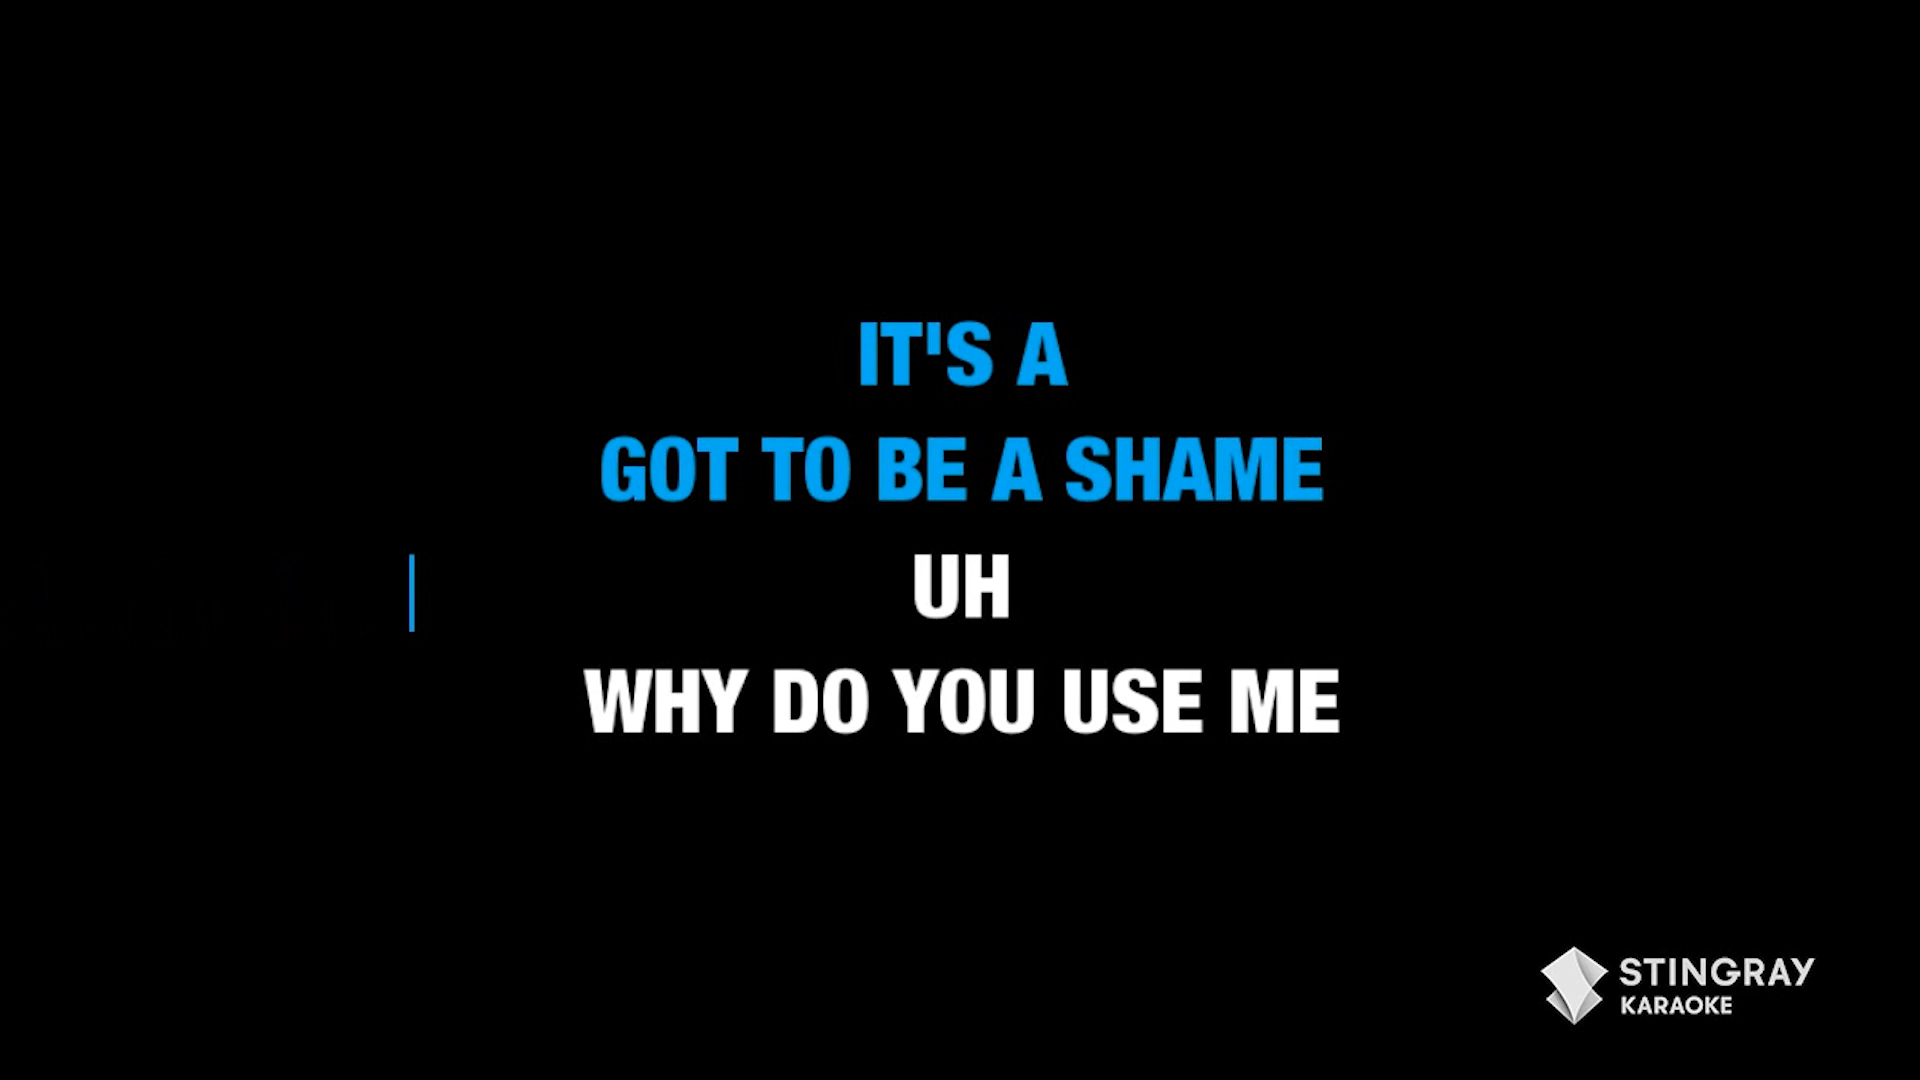 IT'S A
GOT TO BE A SHAME
UH
WHY DO YOU USE ME
STINGRAY
KARAOKE